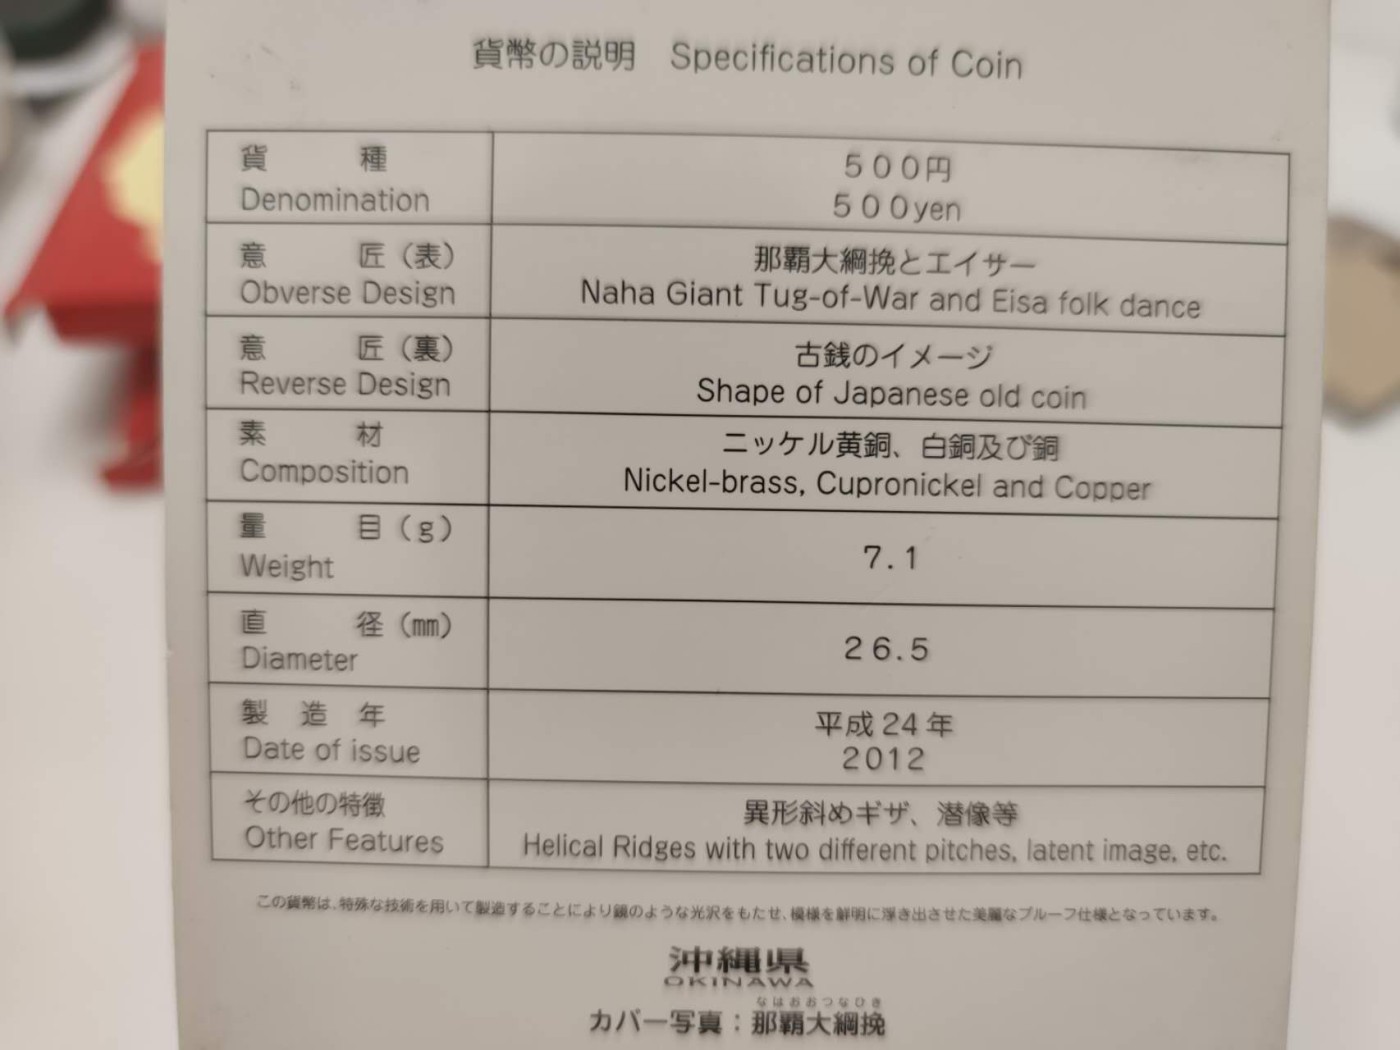 貨幣の説明　Specifications of Coin
貨　　　種
Denomination
５００円
５００yen
意　　　匠（表）
Obverse Design
那覇大綱挽とエイサー
Naha Giant Tug-of-War and Eisa folk dance
意　　　匠（裏）
Reverse Design
古銭のイメージ
Shape of Japanese old coin
素　　　材
Composition
ニッケル黄銅、白銅及び銅
Nickel-brass, Cupronickel and Copper
量　　　目（g）
Weight
7.1
直　　　径（㎜）
Diameter
26.5
製　造　年
Date of issue
平成24年
2012
その他の特徴
Other Features
異形斜めギザ、潜像等
Helical Ridges with two different pitches, latent image, etc.
この貨幣は、特殊な技術を用いて製造することにより鏡のような光沢をもたせ、模様を鮮明に浮き出させた美麗なプルーフ仕様となっています。
沖縄県
OKINAWA
なはおおつなひき
カバー写真：那覇大綱挽